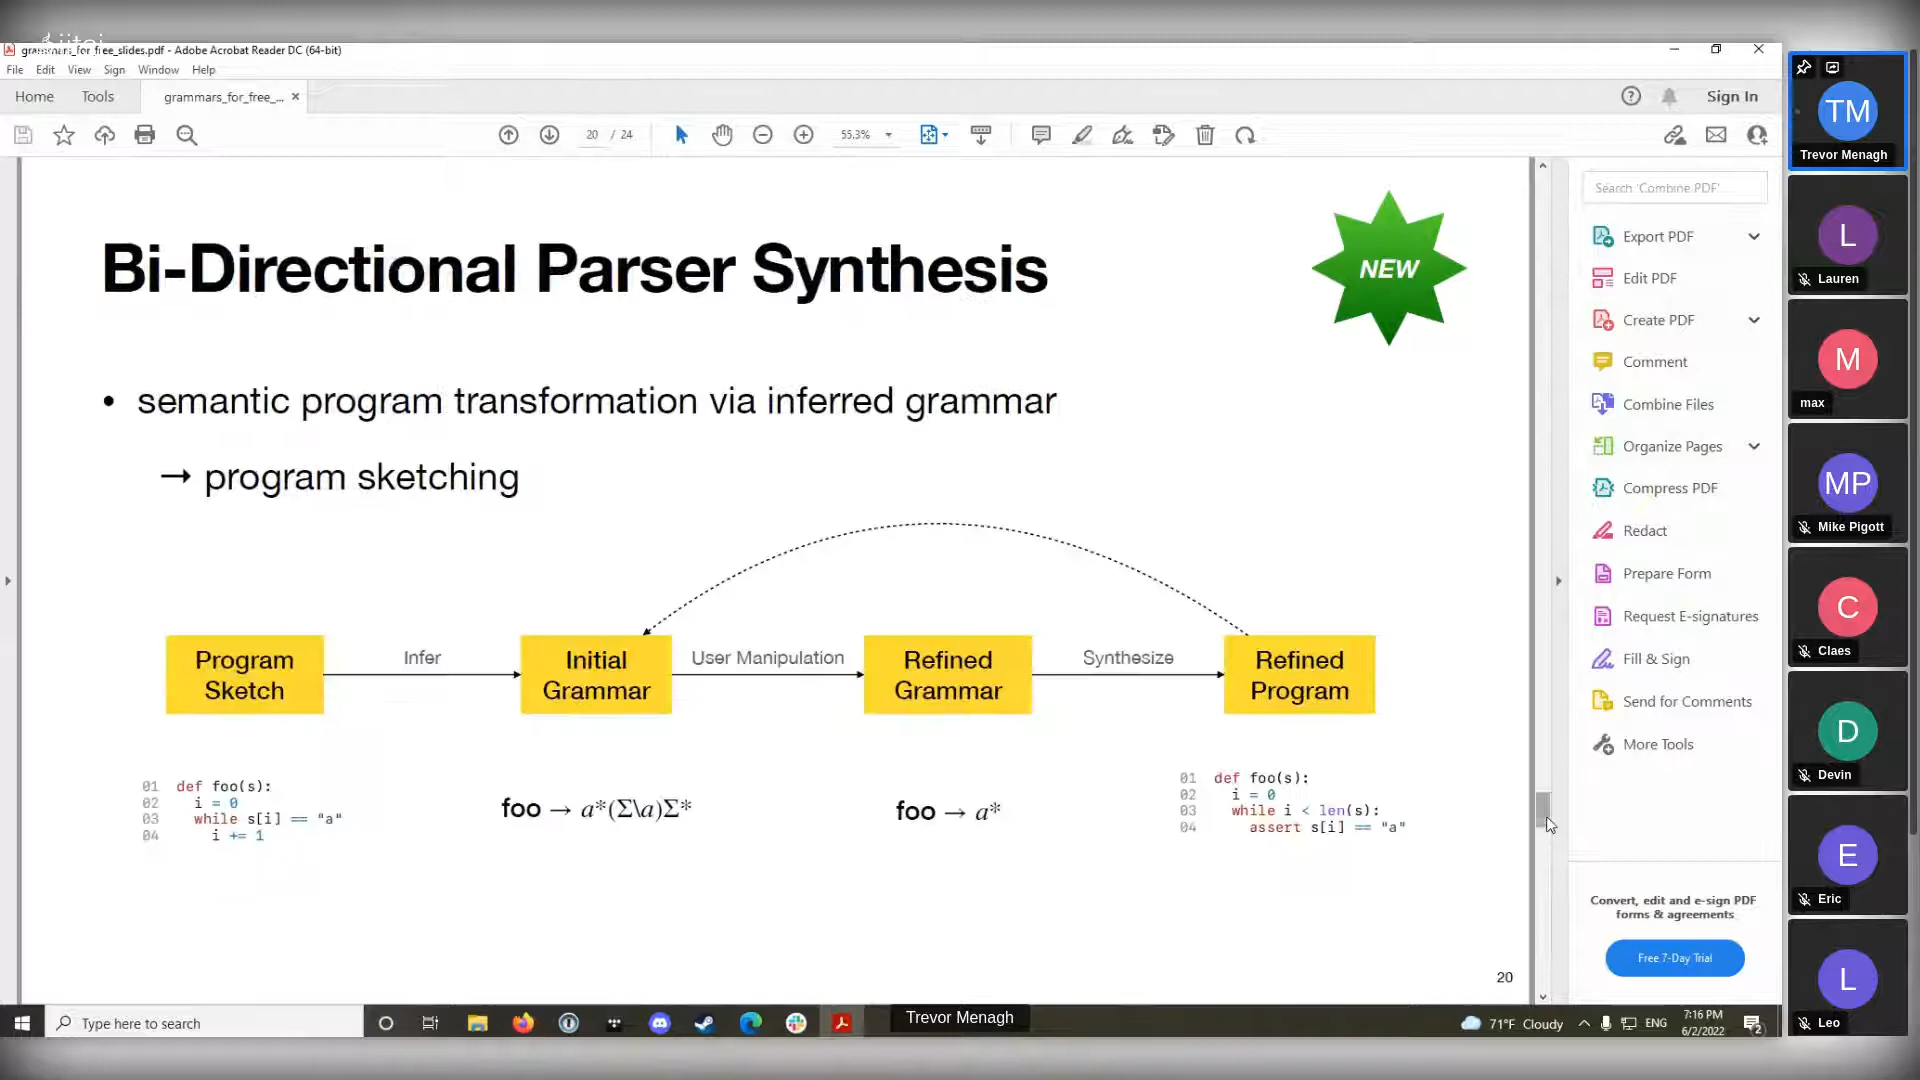 grammars_for_free_slides.pdf - Adobe Acrobat Reader DC (64-bit)
File Edit View Sign Window Help
Home Tools grammars_for_free_... × Sign In
20 / 24 55.3%
Bi-Directional Parser Synthesis
NEW
• semantic program transformation via inferred grammar
→ program sketching
Program
Sketch
Infer
Initial
Grammar
User Manipulation
Refined
Grammar
Synthesize
Refined
Program
01 def foo(s):
02 i = 0
03 while s[i] == "a"
04 i += 1
foo → a*(Σ\a)Σ*
foo → a*
01 def foo(s):
02 i = 0
03 while i < len(s):
04 assert s[i] == "a"
20
Search 'Combine PDF'
Export PDF
Edit PDF
Create PDF
Comment
Combine Files
Organize Pages
Compress PDF
Redact
Prepare Form
Request E-signatures
Fill & Sign
Send for Comments
More Tools
Convert, edit and e-sign PDF
forms & agreements
Free 7-Day Trial
TM
Trevor Menagh
L
Lauren
M
max
MP
Mike Pigott
C
Claes
D
Devin
E
Eric
L
Leo
Type here to search
Trevor Menagh
71°F Cloudy
ENG
7:16 PM
6/2/2022
2